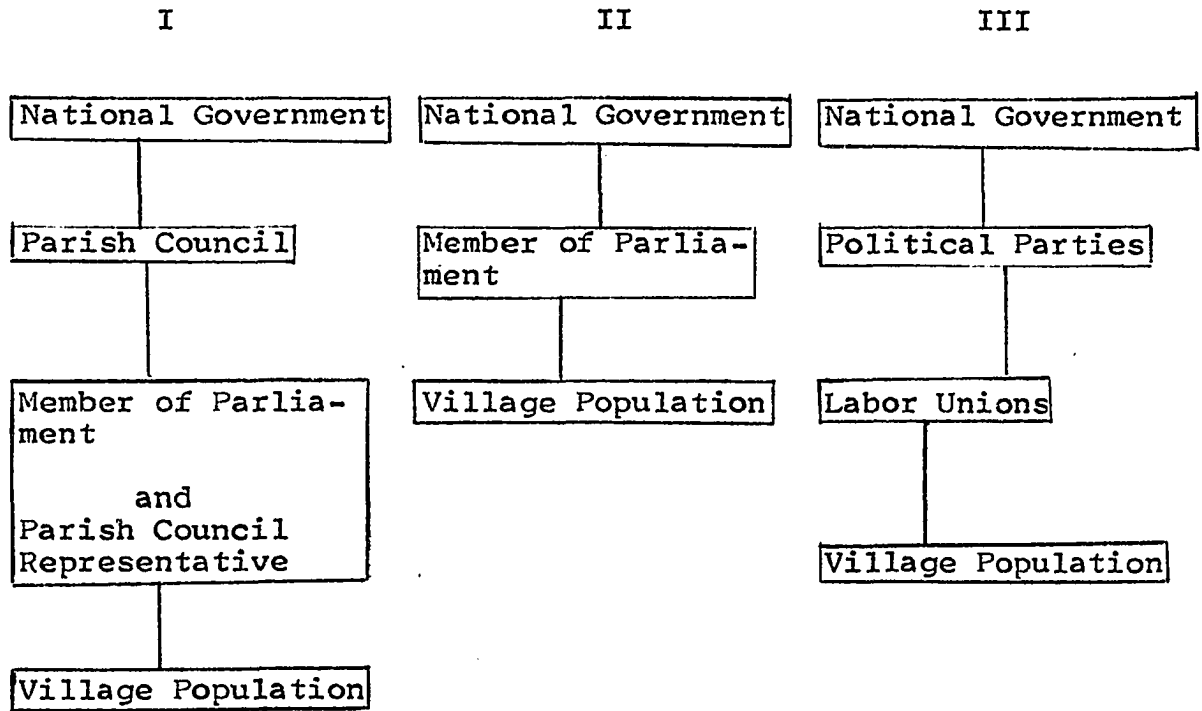 I
II
III
National Government
Parish Council
Member of Parlia-
ment
and
Parish Council
Representative
Village Population
National Government
Member of Parlia-
ment
Village Population
National Government
Political Parties
Labor Unions
Village Population